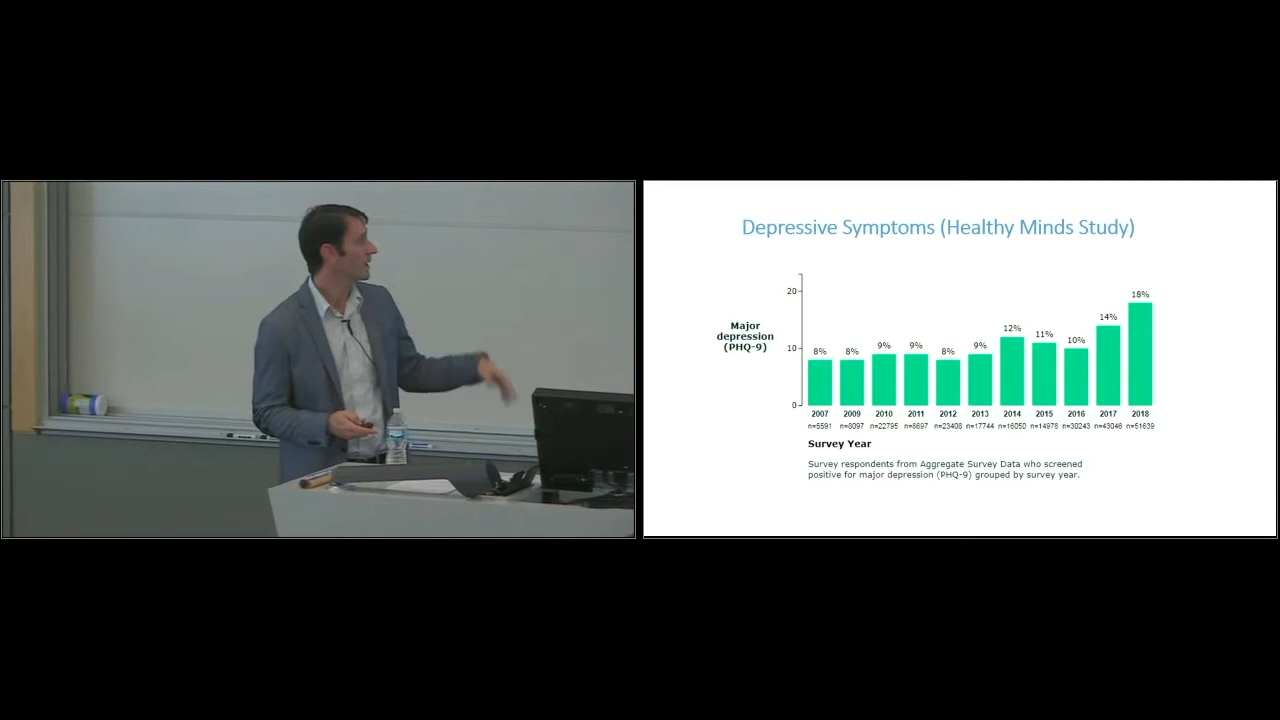 Depressive Symptoms (Healthy Minds Study)
20
Major
depression
(PHQ-9)
10
0
8% 8% 9% 9% 8% 9% 12% 11% 10% 14% 18%
2007 2009 2010 2011 2012 2013 2014 2015 2016 2017 2018
n=5591 n=8097 n=22795 n=8697 n=23408 n=17744 n=16050 n=14978 n=30243 n=43046 n=51639
Survey Year
Survey respondents from Aggregate Survey Data who screened
positive for major depression (PHQ-9) grouped by survey year.